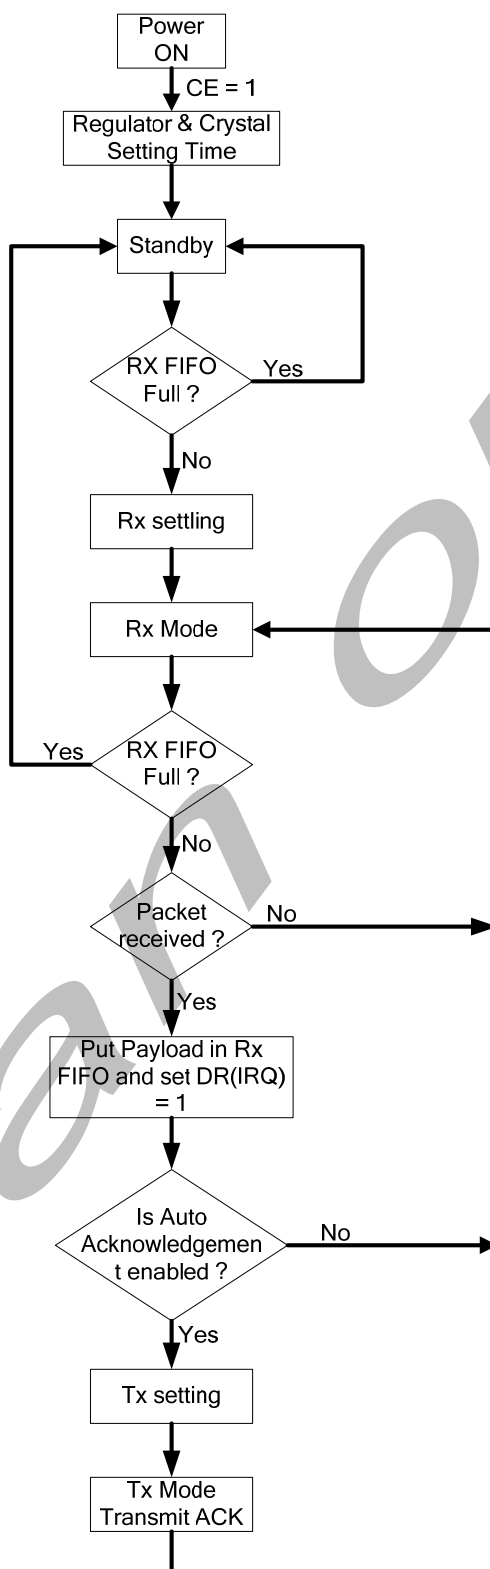 Power
ON
CE = 1
Regulator & Crystal
Setting Time
Standby
RX FIFO
Full ?
Yes
No
Rx settling
Rx Mode
RX FIFO
Full ?
Yes
No
Packet
received ?
No
Yes
Put Payload in Rx
FIFO and set DR(IRQ)
= 1
Is Auto
Acknowledgemen
t enabled ?
No
Yes
Tx setting
Tx Mode
Transmit ACK